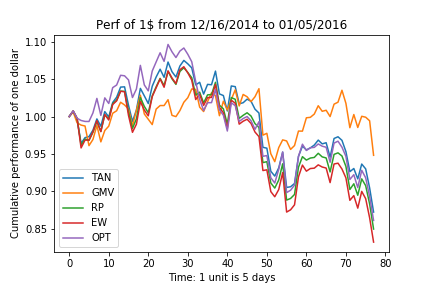 Perf of 1$ from 12/16/2014 to 01/05/2016
Cumulative performance of one dollar
1.10
1.05
1.00
0.95
0.90
0.85
TAN
GMV
RP
EW
OPT
0 10 20 30 40 50 60 70 80
Time: 1 unit is 5 days